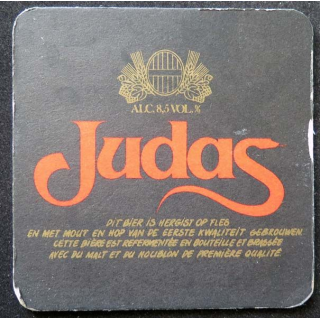 ALC. 8,5 VOL. %
Judas
DIT BIER IS HERGIST OP FLES
EN MET MOUT EN HOP VAN DE EERSTE KWALITEIT GEBROUWEN.
CETTE BIÈRE EST REFERMENTÉE EN BOUTEILLE ET BRASSÉE
AVEC DU MALT ET DU HOUBLON DE PREMIÈRE QUALITÉ.